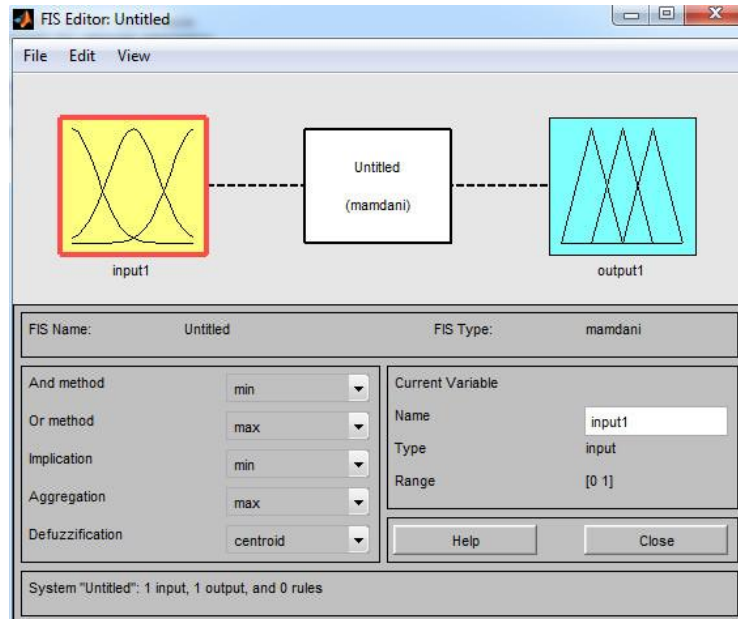 FIS Editor: Untitled
File Edit View
Untitled
(mamdani)
input1
output1
FIS Name: Untitled FIS Type: mamdani
And method min
Or method max
Implication min
Aggregation max
Defuzzification centroid
Current Variable
Name input1
Type input
Range [0 1]
Help Close
System "Untitled": 1 input, 1 output, and 0 rules